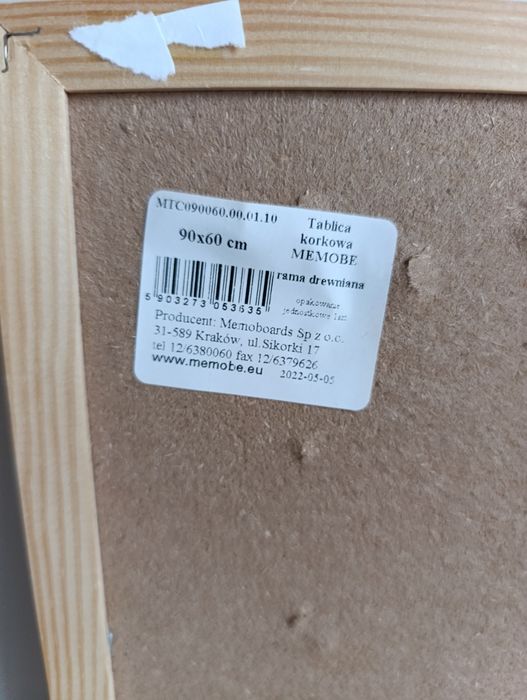 MTC090060.00.01.10
90x60 cm
Tablica
korkowa
MEMOBE
rama drewniana
opakowanie
jednostkowe 1szt.
5 903273 053635
Producent: Memoboards Sp z o.o.
31-589 Kraków, ul.Sikorki 17
tel 12/6380060 fax 12/6379626
www.memobe.eu
2022-05-05